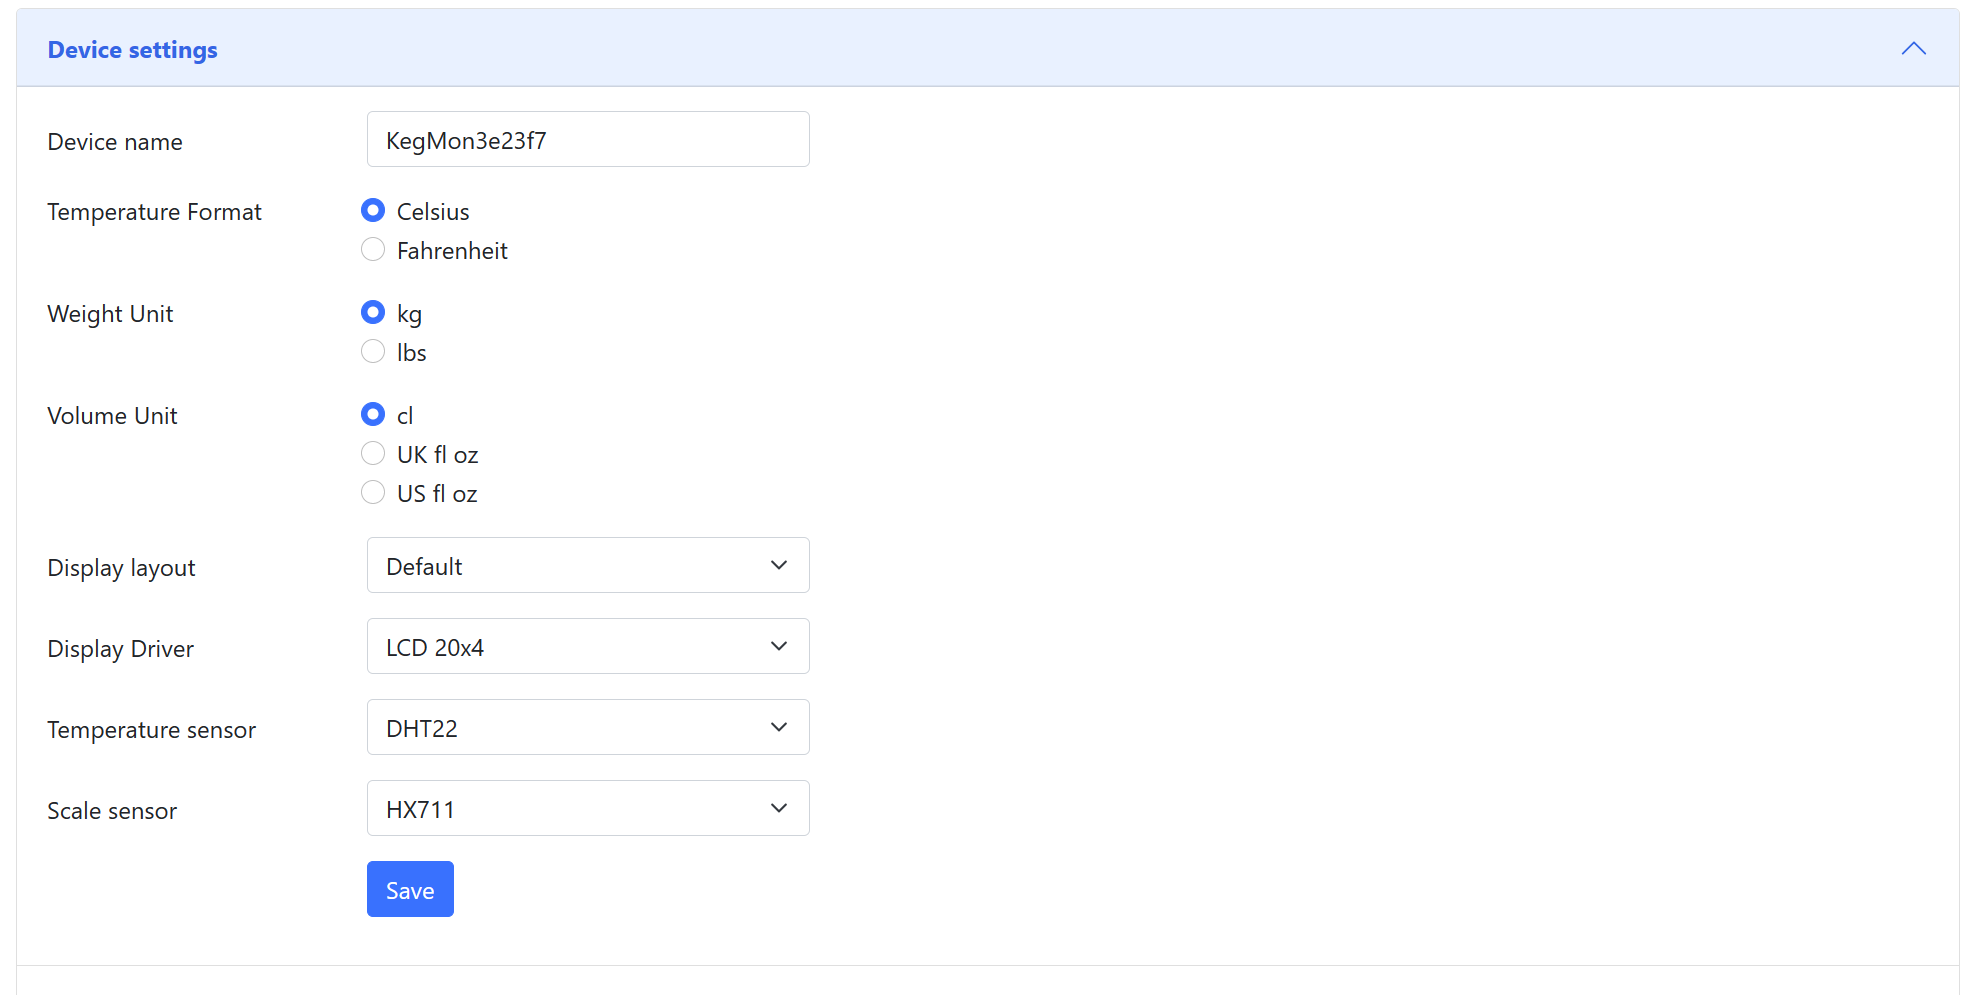 Device settings
Device name KegMon3e23f7
Temperature Format Celsius
Fahrenheit
Weight Unit kg
lbs
Volume Unit cl
UK fl oz
US fl oz
Display layout Default
Display Driver LCD 20x4
Temperature sensor DHT22
Scale sensor HX711
Save